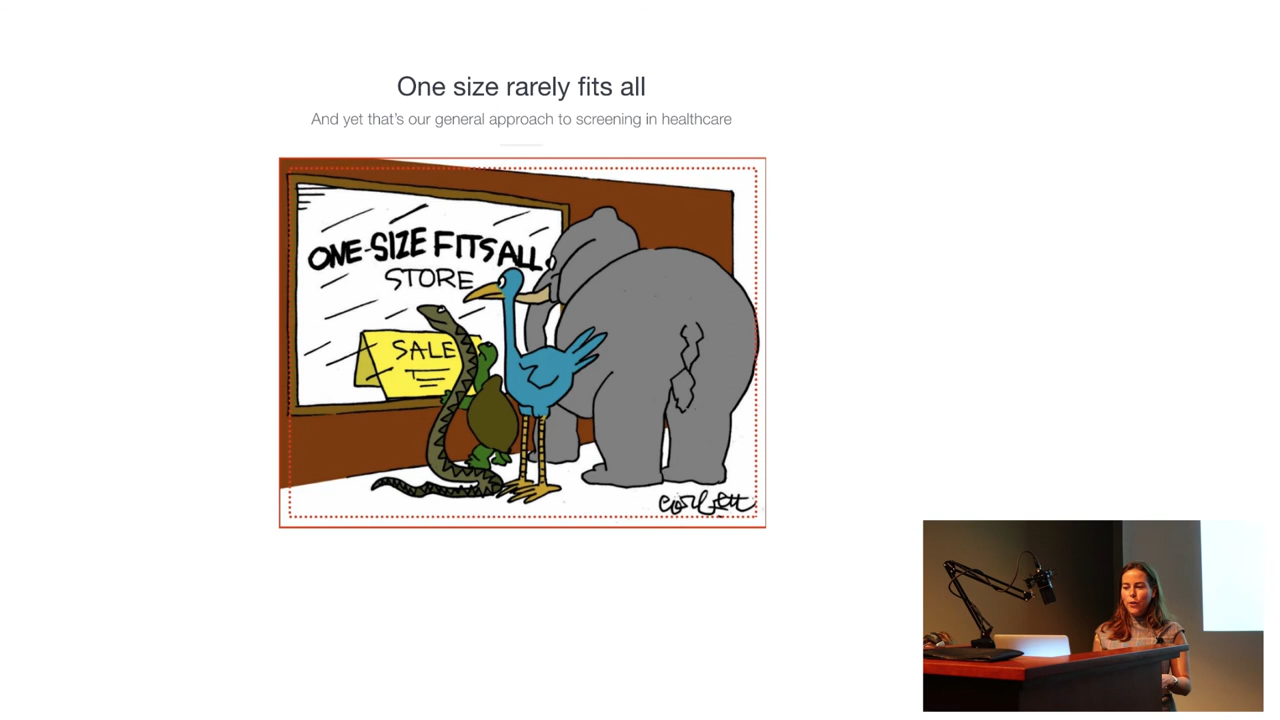 One size rarely fits all
And yet that's our general approach to screening in healthcare
ONE-SIZE FITS ALL
STORE
SALE